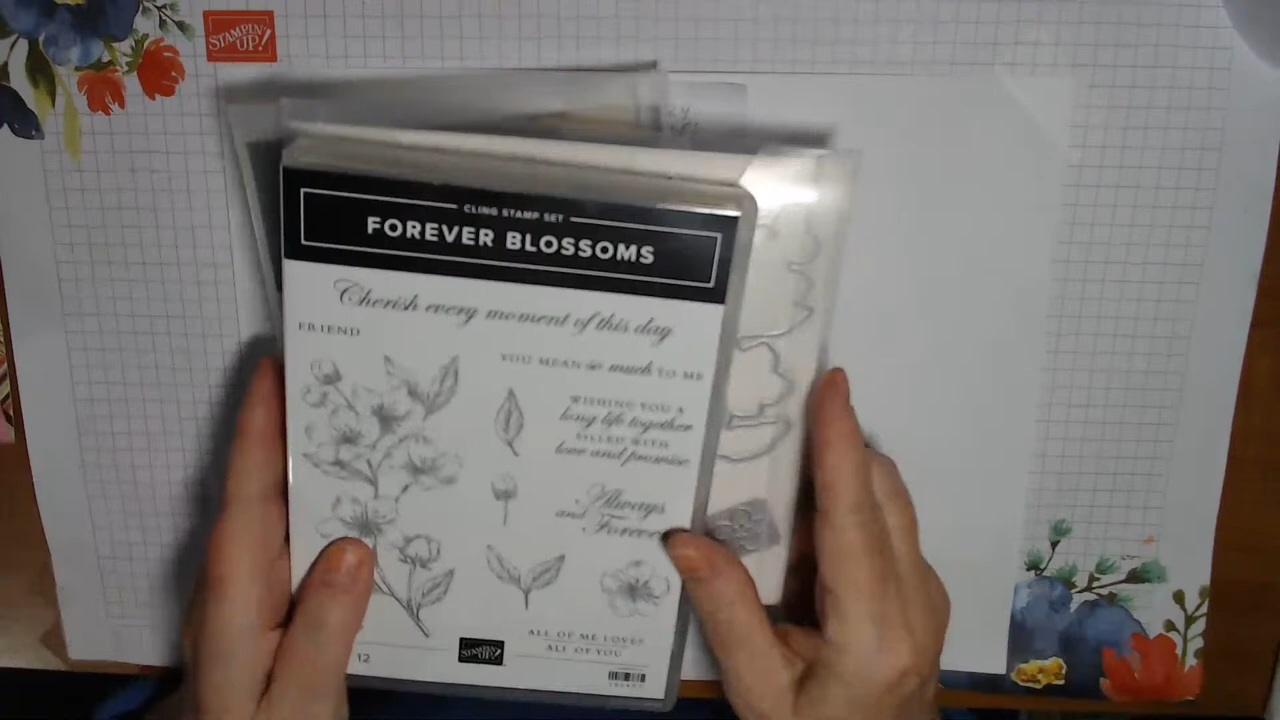 STAMPIN' UP!
CLING STAMP SET
FOREVER BLOSSOMS
Cherish every moment of this day
FRIEND
YOU MEAN so much TO ME
WISHING YOU A
long life together
FILLED WITH
love and promise
Always
and Forever
ALL OF ME LOVES
ALL OF YOU
12
STAMPIN' UP!